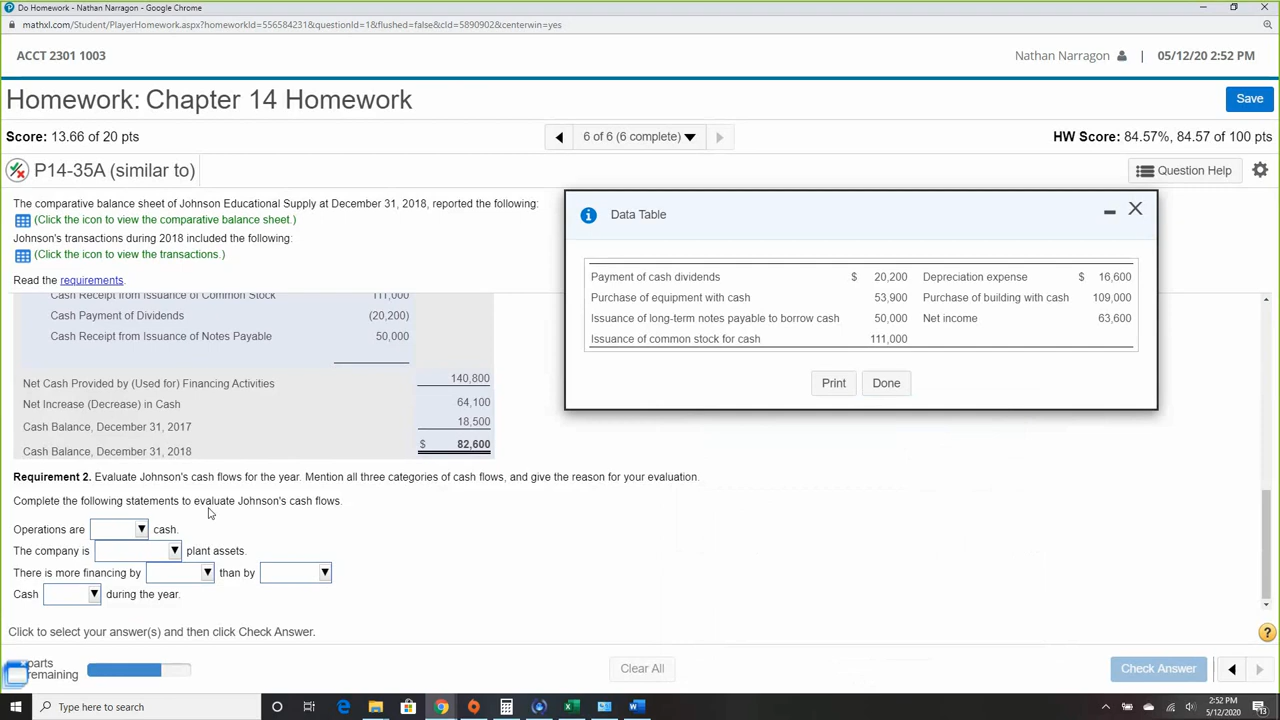 Do Homework - Nathan Narragon - Google Chrome
mathxl.com/Student/PlayerHomework.aspx?homeworkId=556584231&questionId=1&flushed=false&cId=5890902&centerwin=yes
ACCT 2301 1003
Nathan Narragon 05/12/20 2:52 PM
Homework: Chapter 14 Homework
Save
Score: 13.66 of 20 pts
6 of 6 (6 complete)
HW Score: 84.57%, 84.57 of 100 pts
P14-35A (similar to)
Question Help
The comparative balance sheet of Johnson Educational Supply at December 31, 2018, reported the following:
(Click the icon to view the comparative balance sheet.)
Johnson's transactions during 2018 included the following:
(Click the icon to view the transactions.)
Read the requirements.
Data Table
Payment of cash dividends $ 20,200 Depreciation expense $ 16,600
Purchase of equipment with cash 53,900 Purchase of building with cash 109,000
Issuance of long-term notes payable to borrow cash 50,000 Net income 63,600
Issuance of common stock for cash 111,000
Print Done
Cash Receipt from Issuance of Common Stock 111,000
Cash Payment of Dividends (20,200)
Cash Receipt from Issuance of Notes Payable 50,000
Net Cash Provided by (Used for) Financing Activities 140,800
Net Increase (Decrease) in Cash 64,100
Cash Balance, December 31, 2017 18,500
Cash Balance, December 31, 2018 $ 82,600
Requirement 2. Evaluate Johnson's cash flows for the year. Mention all three categories of cash flows, and give the reason for your evaluation.
Complete the following statements to evaluate Johnson's cash flows.
Operations are cash.
The company is plant assets.
There is more financing by than by
Cash during the year.
Click to select your answer(s) and then click Check Answer.
?
parts
remaining
Clear All
Check Answer
Type here to search
2:52 PM
5/12/2020